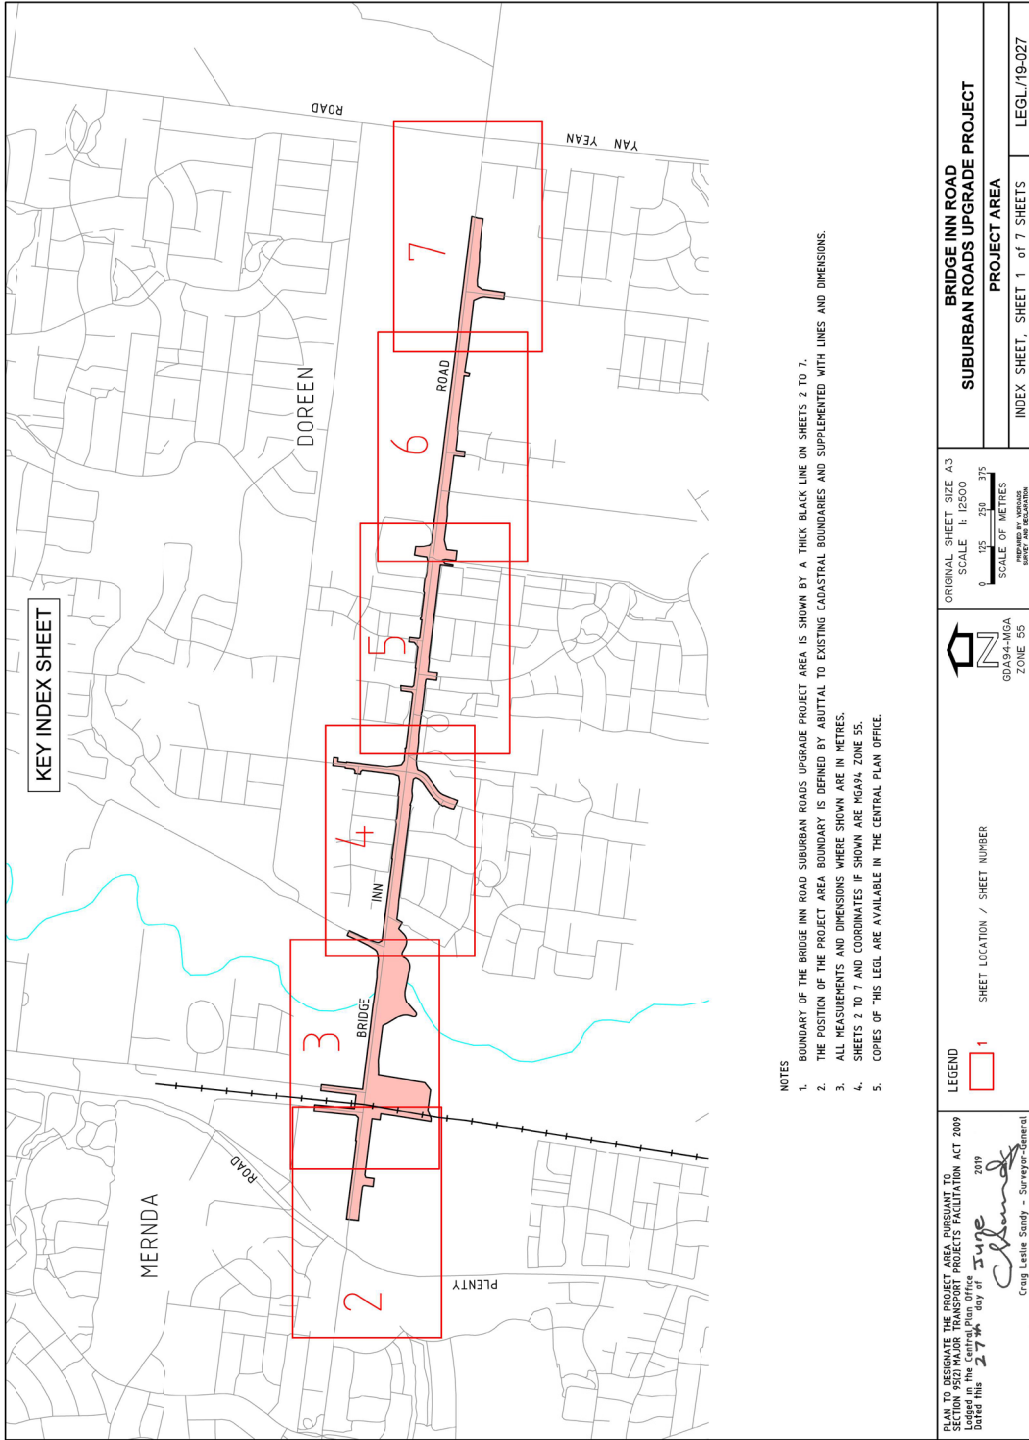 KEY INDEX SHEET
MERNDA
DOREEN
ROAD
PLENTY
BRIDGE
INN
ROAD
ROAD
YAN YEAN
2
3
4
5
6
7
NOTES
1. BOUNDARY OF THE BRIDGE INN ROAD SUBURBAN ROADS UPGRADE PROJECT AREA IS SHOWN BY A THICK BLACK LINE ON SHEETS 2 TO 7.
2. THE POSITION OF THE PROJECT AREA BOUNDARY IS DEFINED BY ABUTTAL TO EXISTING CADASTRAL BOUNDARIES AND SUPPLEMENTED WITH LINES AND DIMENSIONS.
3. ALL MEASUREMENTS AND DIMENSIONS WHERE SHOWN ARE IN METRES.
4. SHEETS 2 TO 7 AND COORDINATES IF SHOWN ARE MGA94 ZONE 55.
5. COPIES OF THIS LEGL ARE AVAILABLE IN THE CENTRAL PLAN OFFICE.
PLAN TO DESIGNATE THE PROJECT AREA PURSUANT TO
SECTION 95(2) MAJOR TRANSPORT PROJECTS FACILITATION ACT 2009
Lodged in the Central Plan Office
Dated this 27th day of June 2019
Craig Leslie Sandy - Surveyor-General
LEGEND
1
SHEET LOCATION / SHEET NUMBER
N
GDA94-MGA
ZONE 55
ORIGINAL SHEET SIZE A3
SCALE 1: 12500
0 125 250 375
SCALE OF METRES
PREPARED BY VICROADS
SURVEY AND DECLARATION
BRIDGE INN ROAD
SUBURBAN ROADS UPGRADE PROJECT
PROJECT AREA
INDEX SHEET, SHEET 1 of 7 SHEETS
LEGL./19-027